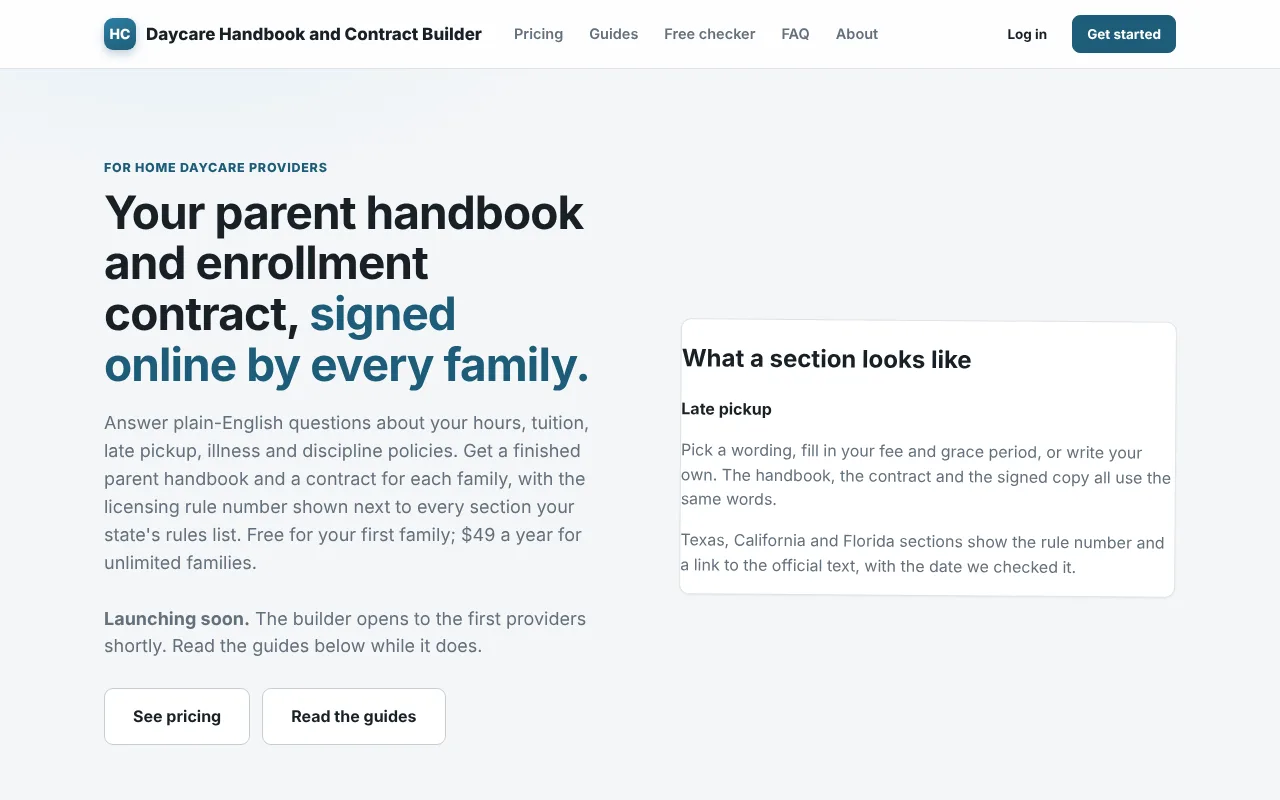 HC
Daycare Handbook and Contract Builder
Pricing
Guides
Free checker
FAQ
About
Log in
Get started
FOR HOME DAYCARE PROVIDERS
Your parent handbook
and enrollment
contract, signed
online by every family.
Answer plain-English questions about your hours, tuition,
late pickup, illness and discipline policies. Get a finished
parent handbook and a contract for each family, with the
licensing rule number shown next to every section your
state's rules list. Free for your first family; $49 a year for
unlimited families.
Launching soon. The builder opens to the first providers
shortly. Read the guides below while it does.
See pricing
Read the guides
What a section looks like
Late pickup
Pick a wording, fill in your fee and grace period, or write your
own. The handbook, the contract and the signed copy all use the
same words.
Texas, California and Florida sections show the rule number and
a link to the official text, with the date we checked it.